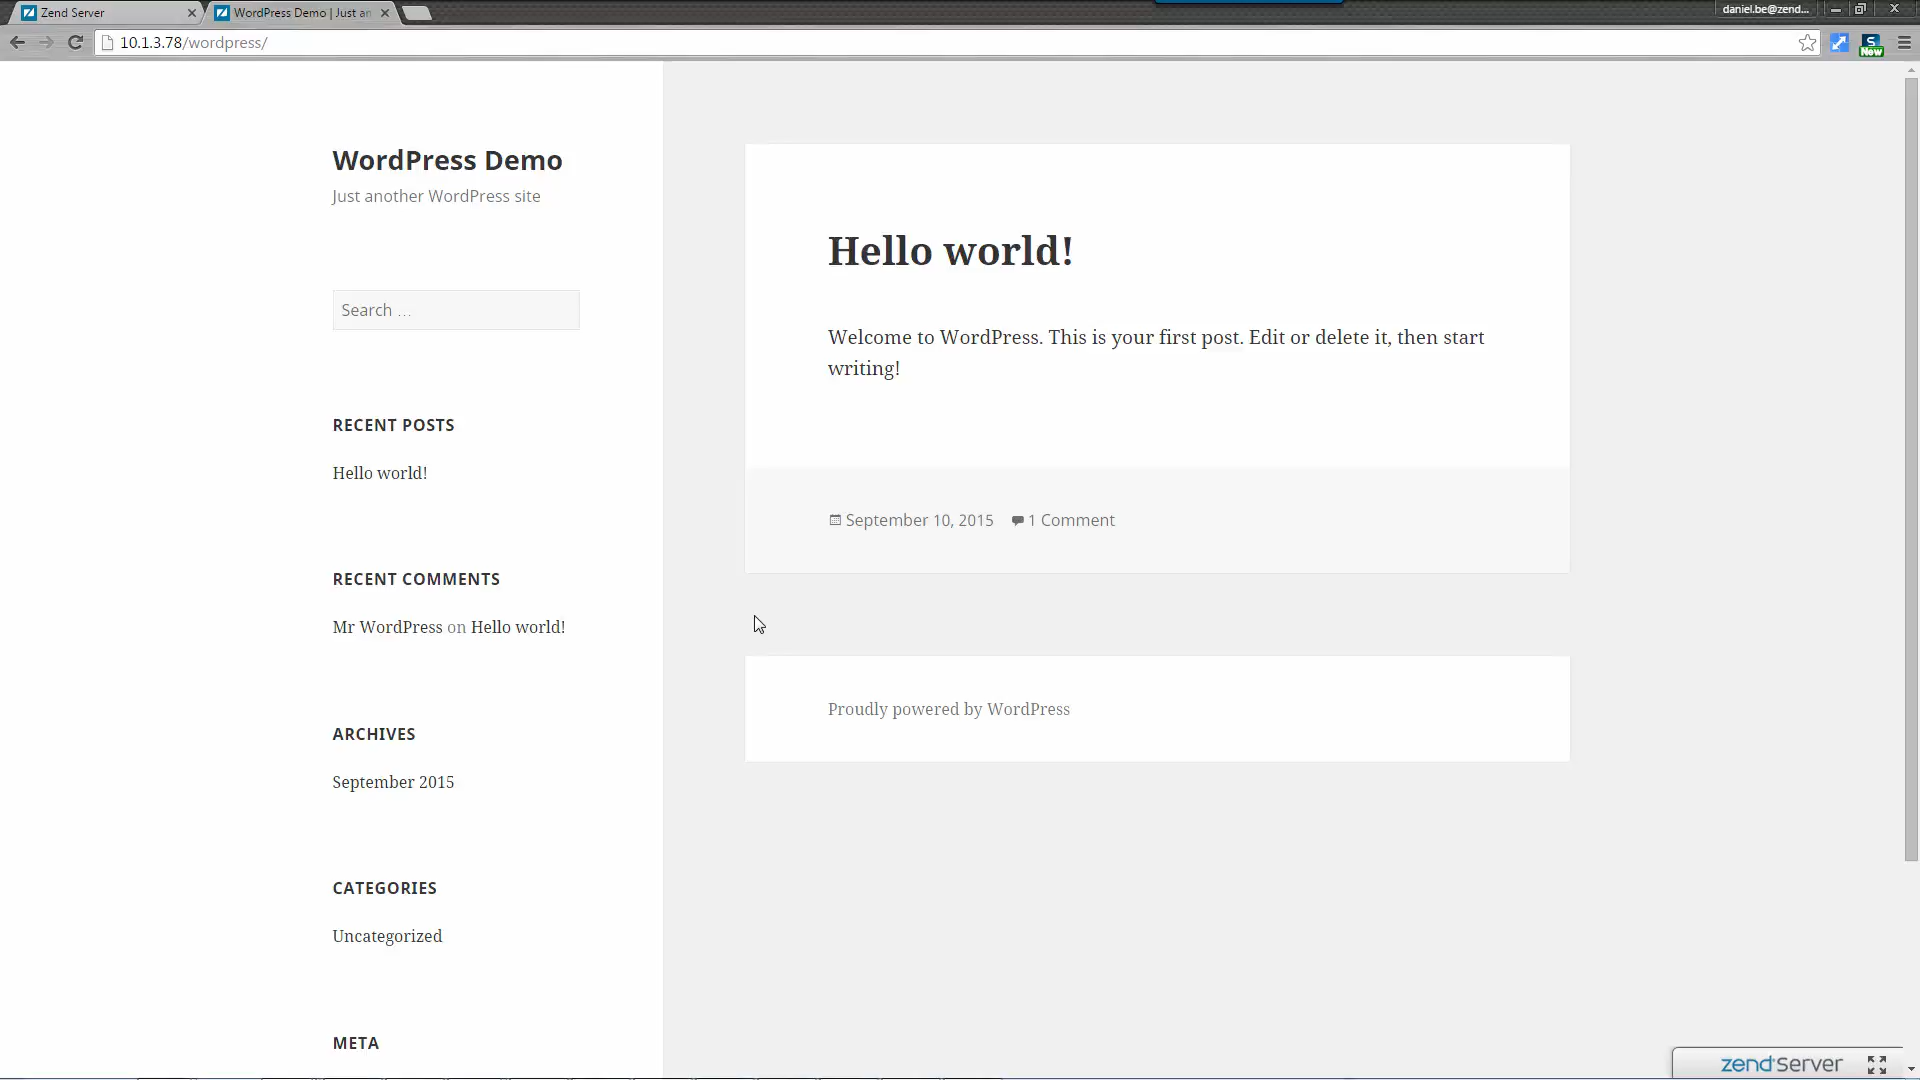 Zend Server
WordPress Demo | Just an
daniel.be@zend...
10.1.3.78/wordpress/
S
New
WordPress Demo
Just another WordPress site
Search …
RECENT POSTS
Hello world!
RECENT COMMENTS
Mr WordPress on Hello world!
ARCHIVES
September 2015
CATEGORIES
Uncategorized
META
Hello world!
Welcome to WordPress. This is your first post. Edit or delete it, then start
writing!
September 10, 2015 1 Comment
Proudly powered by WordPress
zend Server